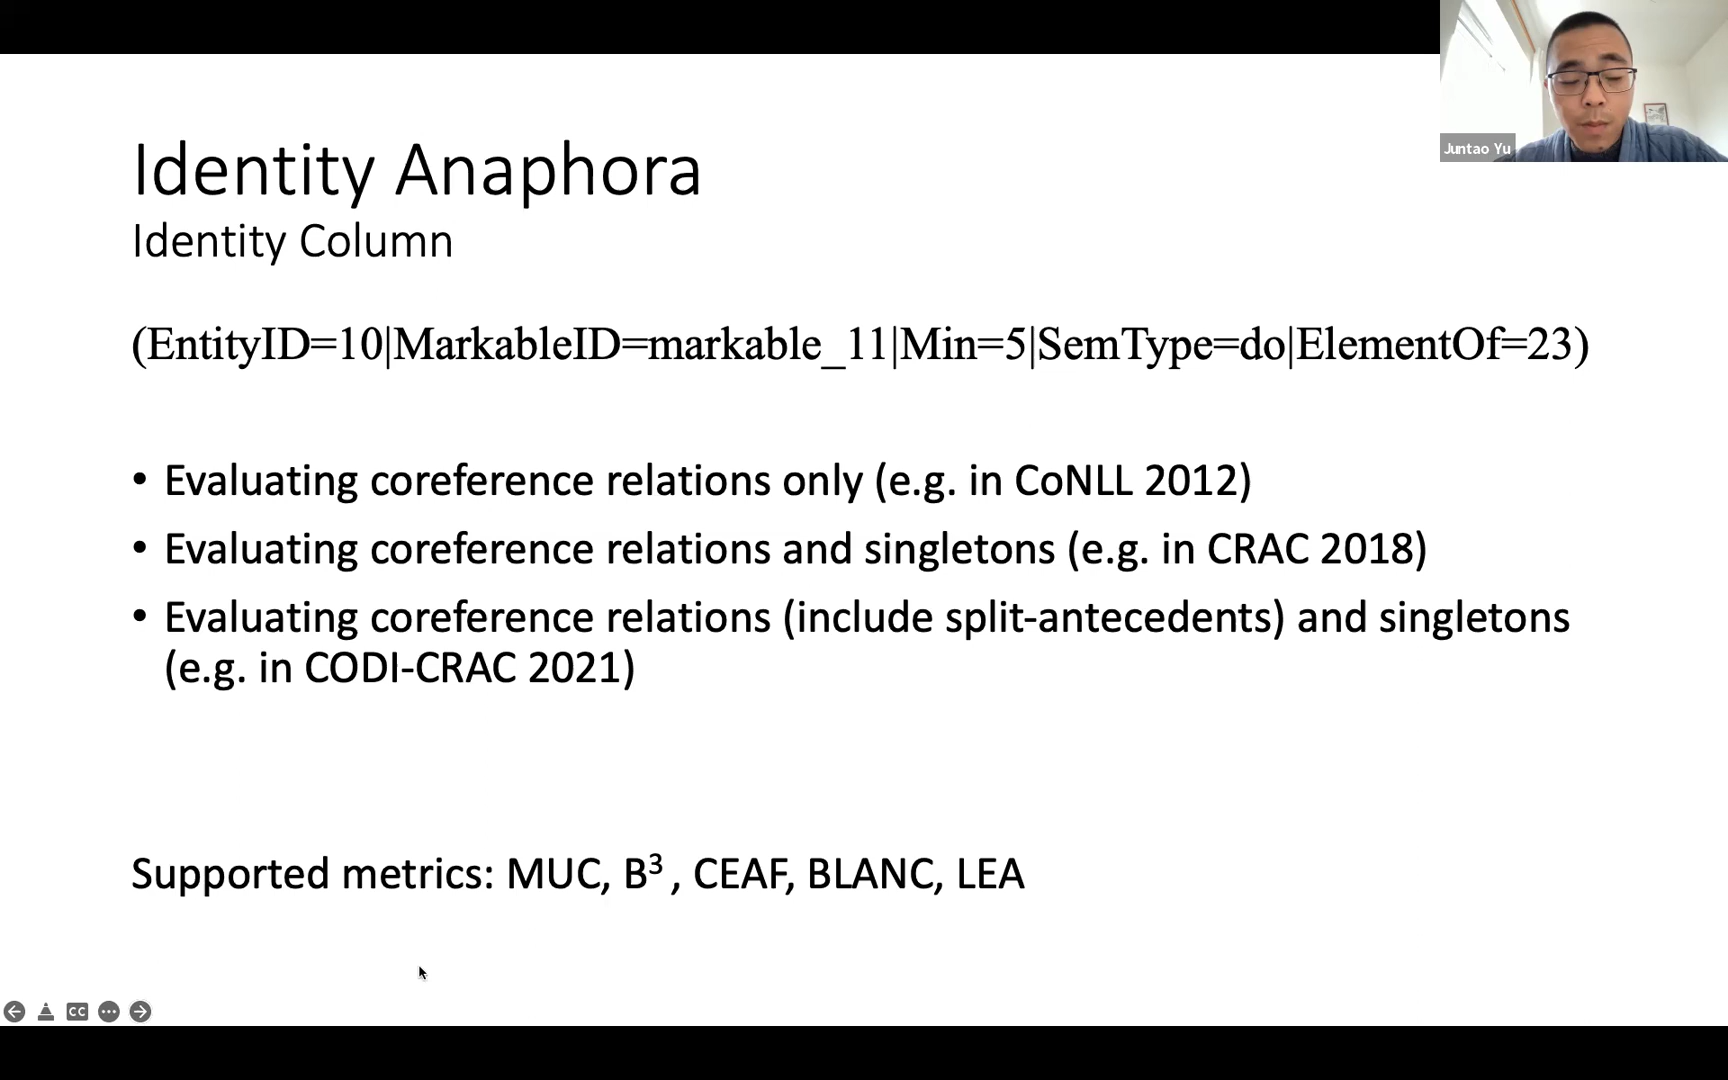 Juntao Yu
Identity Anaphora
Identity Column
(EntityID=10|MarkableID=markable_11|Min=5|SemType=do|ElementOf=23)
• Evaluating coreference relations only (e.g. in CoNLL 2012)
• Evaluating coreference relations and singletons (e.g. in CRAC 2018)
• Evaluating coreference relations (include split-antecedents) and singletons
(e.g. in CODI-CRAC 2021)
Supported metrics: MUC, B³ , CEAF, BLANC, LEA
CC